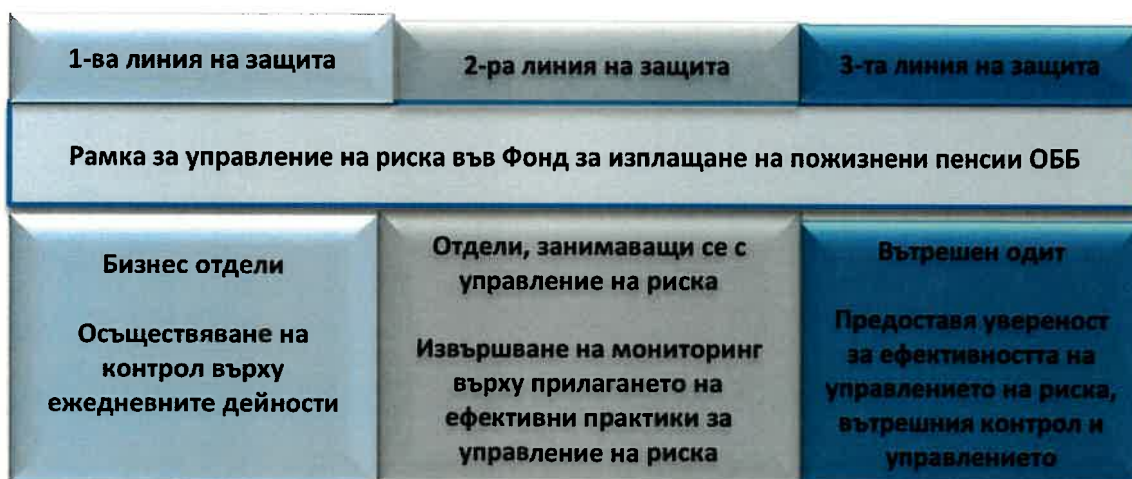 1-ва линия на защита
2-ра линия на защита
3-та линия на защита
Рамка за управление на риска във Фонд за изплащане на пожизнени пенсии ОББ
Бизнес отдели
Осъществяване на
контрол върху
ежедневните дейности
Отдели, занимаващи се с
управление на риска
Извършване на мониторинг
върху прилагането на
ефективни практики за
управление на риска
Вътрешен одит
Предоставя увереност
за ефективността на
управлението на риска,
вътрешния контрол и
управлението